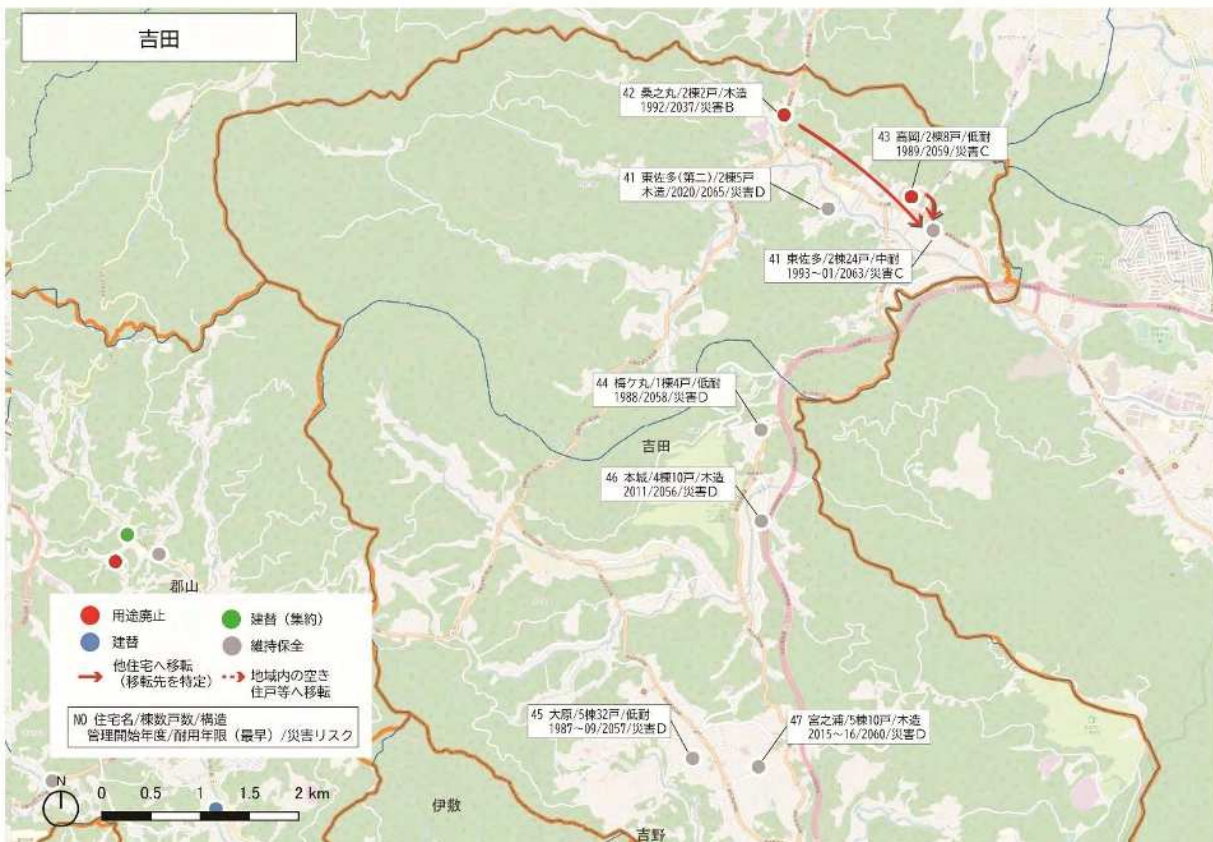 吉田
42 桑之丸/2棟2戸/木造
1992/2037/災害B
43 高岡/2棟8戸/低耐
1989/2059/災害C
41 東佐多(第二)/2棟5戸
木造/2020/2065/災害D
41 東佐多/2棟24戸/中耐
1993～01/2063/災害C
44 梅ケ丸/1棟4戸/低耐
1988/2058/災害D
吉田
46 本城/4棟10戸/木造
2011/2056/災害D
郡山
用途廃止
建替（集約）
建替
維持保全
他住宅へ移転
（移転先を特定）
地域内の空き
住戸等へ移転
NO 住宅名/棟数戸数/構造
管理開始年度/耐用年限（最早）/災害リスク
45 大原/5棟32戸/低耐
1987～09/2057/災害D
47 宮之浦/5棟10戸/木造
2015～16/2060/災害D
N
0 0.5 1 1.5 2 km
伊敷
吉野